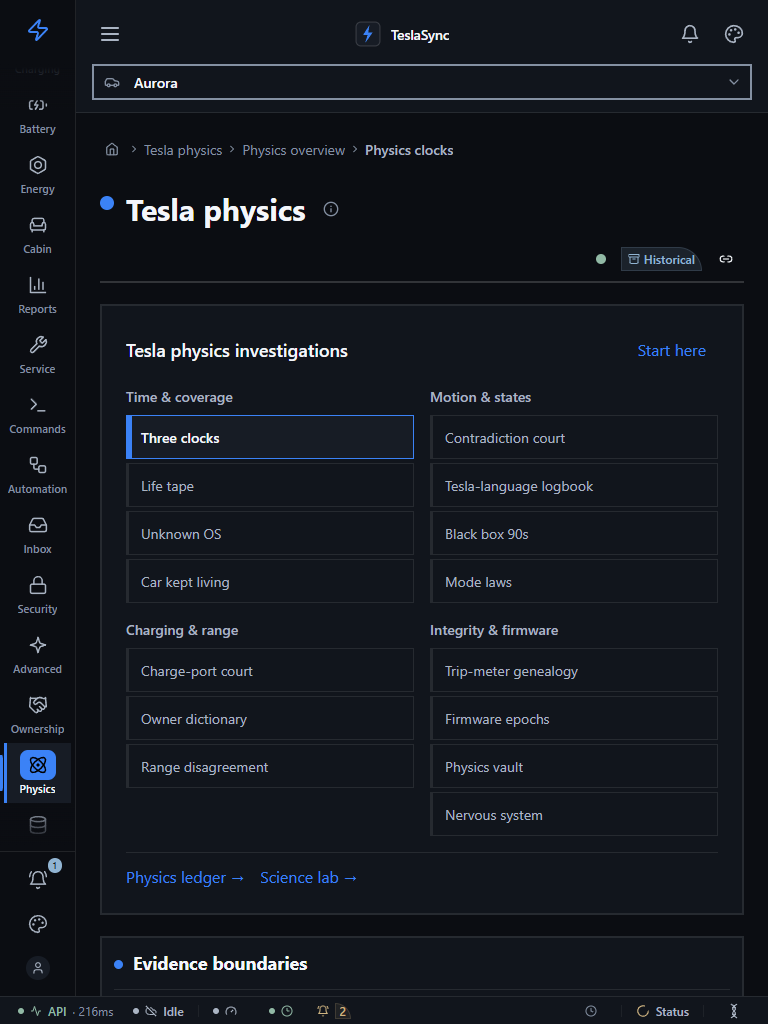 TeslaSync
Aurora
Charging
Battery
Energy
Cabin
Reports
Service
Commands
Automation
Inbox
Security
Advanced
Ownership
Physics
1
Tesla physics > Physics overview > Physics clocks
Tesla physics
Historical
Tesla physics investigations
Start here
Time & coverage
Three clocks
Life tape
Unknown OS
Car kept living
Motion & states
Contradiction court
Tesla-language logbook
Black box 90s
Mode laws
Charging & range
Charge-port court
Owner dictionary
Range disagreement
Integrity & firmware
Trip-meter genealogy
Firmware epochs
Physics vault
Nervous system
Physics ledger →
Science lab →
Evidence boundaries
API · 216ms
Idle
2
Status